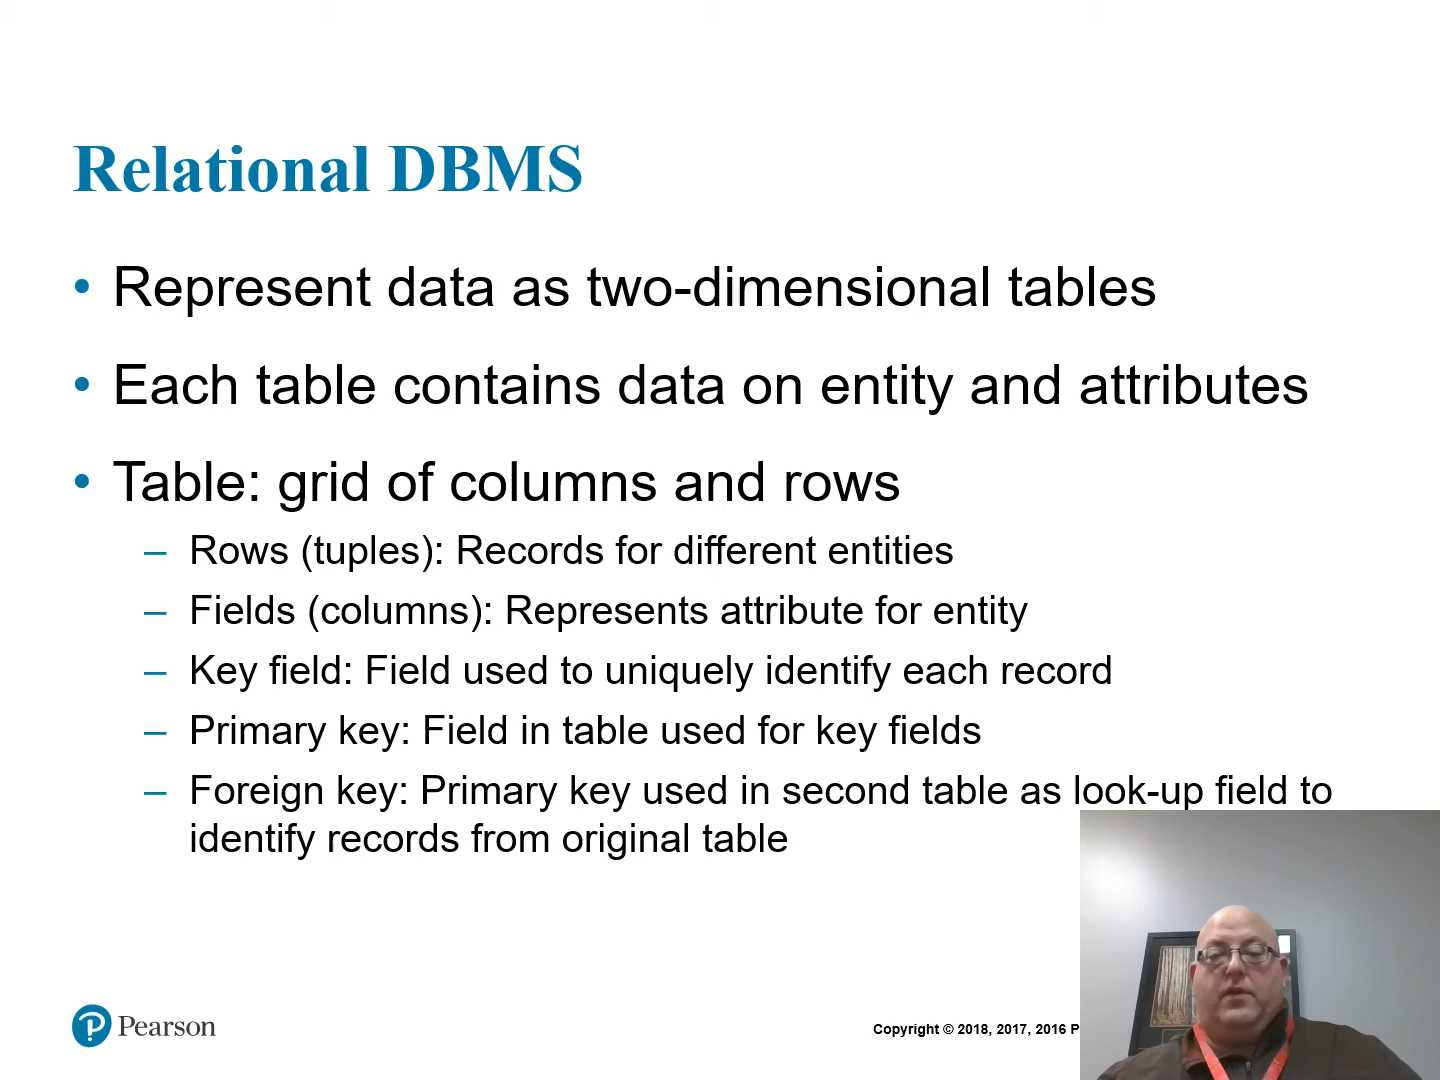 Relational DBMS
• Represent data as two-dimensional tables
• Each table contains data on entity and attributes
• Table: grid of columns and rows
– Rows (tuples): Records for different entities
– Fields (columns): Represents attribute for entity
– Key field: Field used to uniquely identify each record
– Primary key: Field in table used for key fields
– Foreign key: Primary key used in second table as look-up field to
identify records from original table
Pearson
Copyright © 2018, 2017, 2016 P